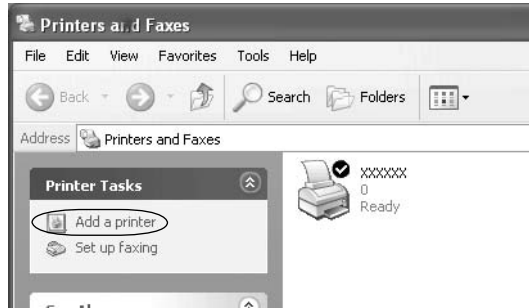 Printers and Faxes
File Edit View Favorites Tools Help
Back Search Folders
Address Printers and Faxes
Printer Tasks
Add a printer
Set up faxing
xxxxxx
0
Ready